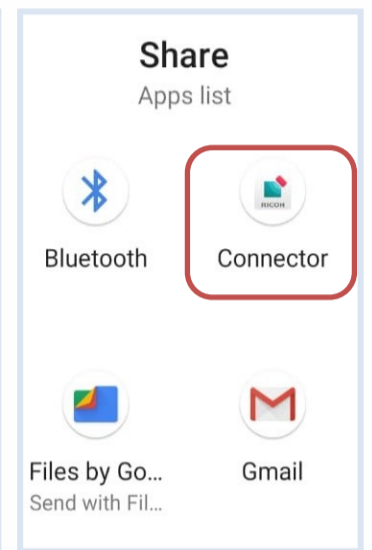 Share
Apps list
RICOH
Bluetooth
Connector
Files by Go...
Send with Fil...
Gmail